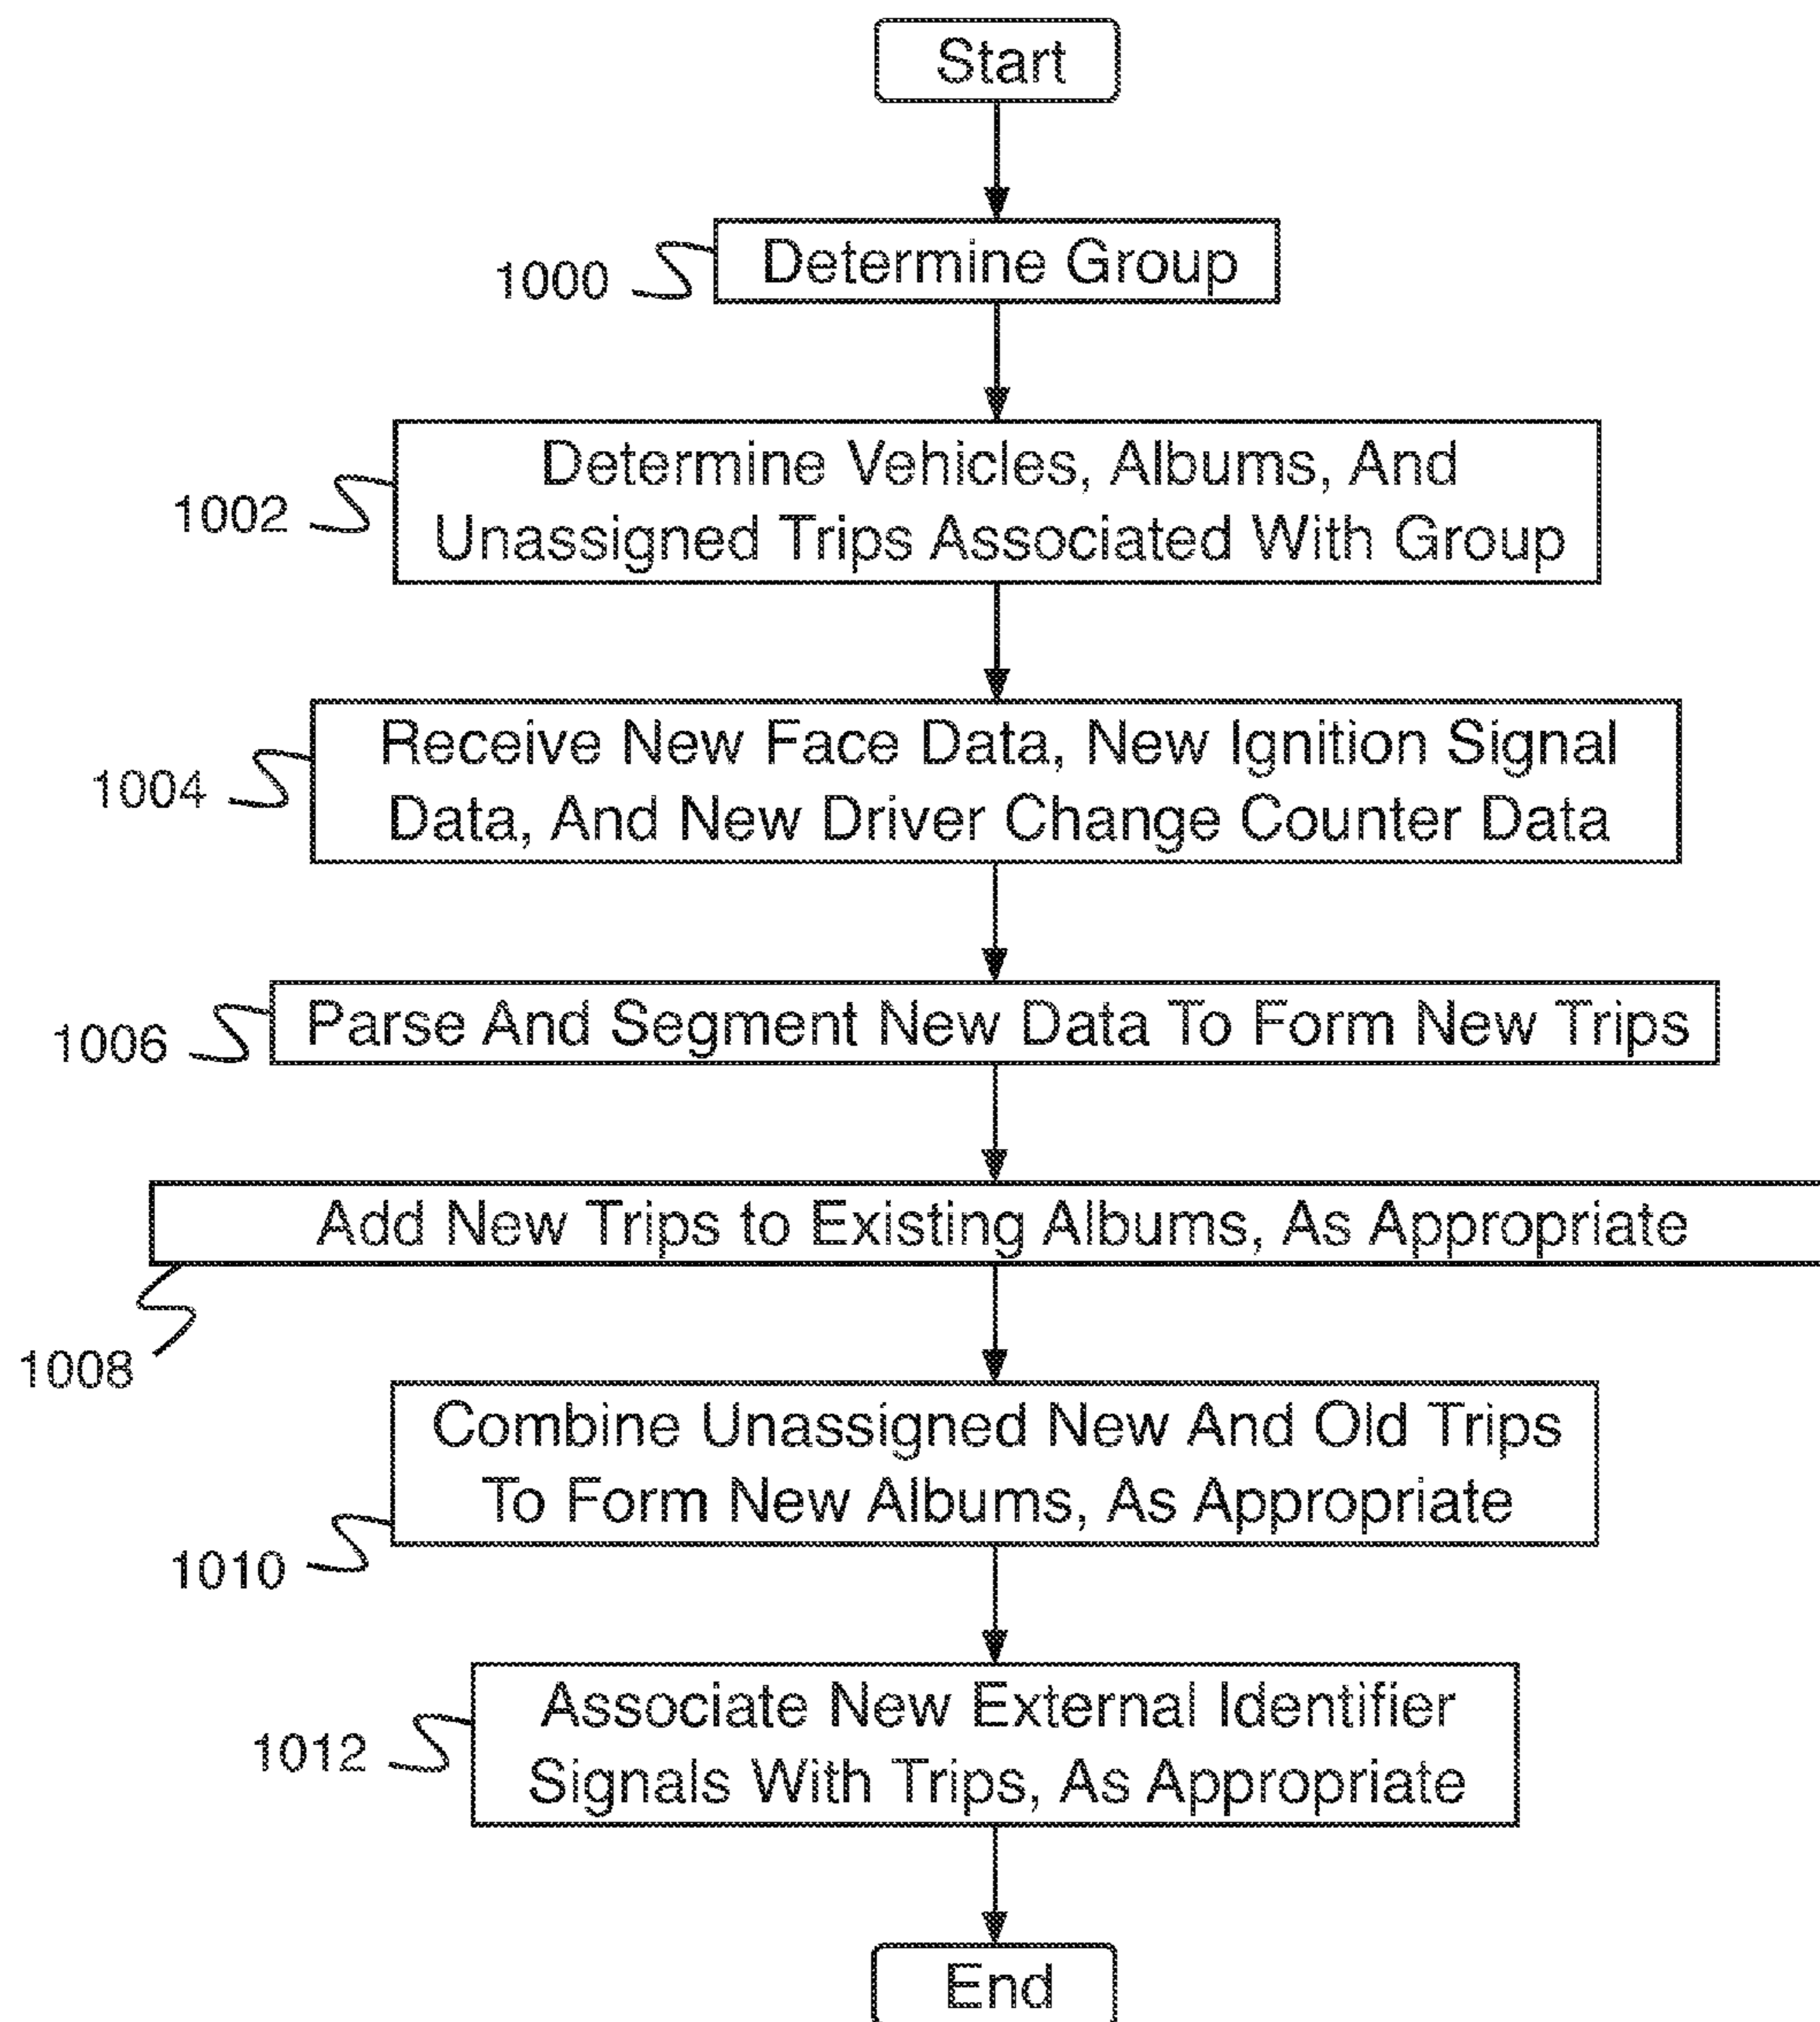 Start
1000
Determine Group
1002
Determine Vehicles, Albums, And
Unassigned Trips Associated With Group
1004
Receive New Face Data, New Ignition Signal
Data, And New Driver Change Counter Data
1006
Parse And Segment New Data To Form New Trips
Add New Trips to Existing Albums, As Appropriate
1008
Combine Unassigned New And Old Trips
To Form New Albums, As Appropriate
1010
Associate New External Identifier
1012
Signals With Trips, As Appropriate
End